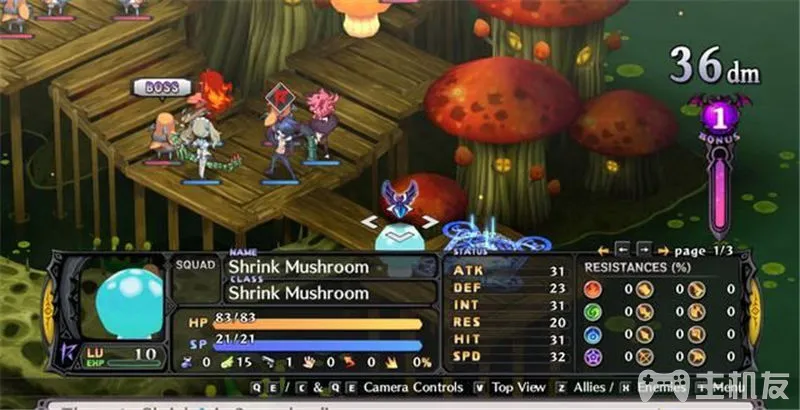 BOSS
36 dm
1
BONUS
page 1/3
SQUAD
NAME
Shrink Mushroom
CLASS
Shrink Mushroom
HP 83/83
SP 21/21
LV 10
EXP
0 15 1 0 0 0 0%
STATUS
ATK 31
DEF 23
INT 31
RES 20
HIT 31
SPD 32
RESISTANCES (%)
0 0 0
0 0 0
0 0 0
0 0 0
Q E / C & Q E Camera Controls W Top View Z Allies / X Enemies
Menu
主机友